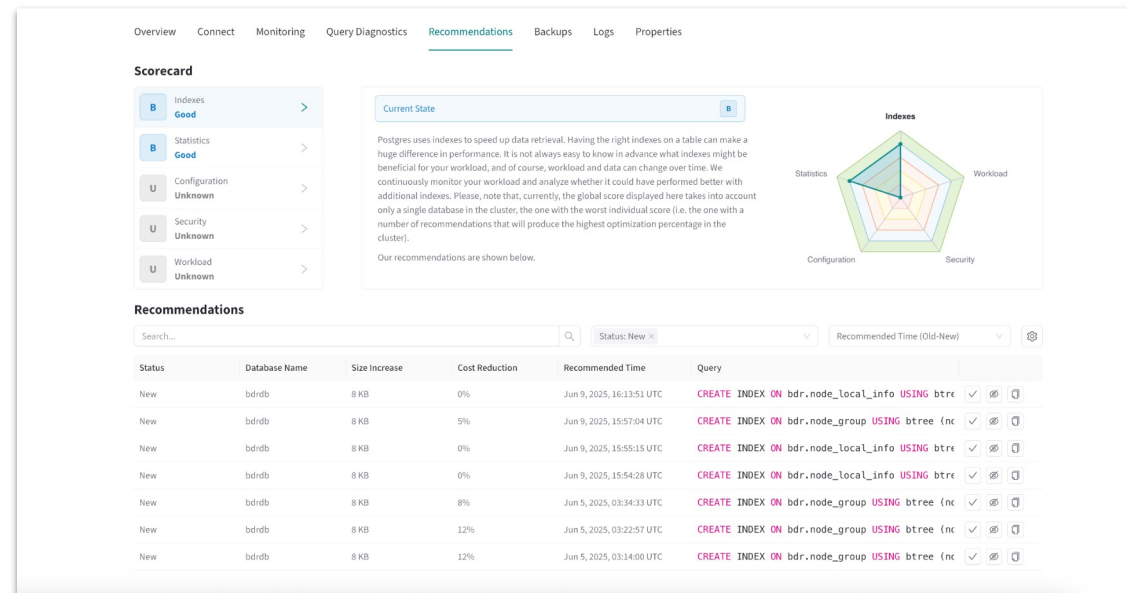 Overview Connect Monitoring Query Diagnostics Recommendations Backups Logs Properties
Scorecard
B Indexes
Good
B Statistics
Good
U Configuration
Unknown
U Security
Unknown
U Workload
Unknown
Current State B
Postgres uses indexes to speed up data retrieval. Having the right indexes on a table can make a
huge difference in performance. It is not always easy to know in advance what indexes might be
beneficial for your workload, and of course, workload and data can change over time. We
continuously monitor your workload and analyze whether it could have performed better with
additional indexes. Please, note that, currently, the global score displayed here takes into account
only a single database in the cluster, the one with the worst individual score (i.e. the one with a
number of recommendations that will produce the highest optimization percentage in the
cluster).
Our recommendations are shown below.
Indexes
Statistics
Workload
Configuration
Security
Recommendations
Search... Status: New × Recommended Time (Old-New)
Status Database Name Size Increase Cost Reduction Recommended Time Query
New bdrdb 8 KB 0% Jun 9, 2025, 16:13:51 UTC CREATE INDEX ON bdr.node_local_info USING btre
New bdrdb 8 KB 5% Jun 9, 2025, 15:57:04 UTC CREATE INDEX ON bdr.node_group USING btree (no
New bdrdb 8 KB 0% Jun 9, 2025, 15:55:15 UTC CREATE INDEX ON bdr.node_local_info USING btre
New bdrdb 8 KB 0% Jun 9, 2025, 15:54:28 UTC CREATE INDEX ON bdr.node_local_info USING btre
New bdrdb 8 KB 8% Jun 5, 2025, 03:34:33 UTC CREATE INDEX ON bdr.node_group USING btree (no
New bdrdb 8 KB 12% Jun 5, 2025, 03:22:57 UTC CREATE INDEX ON bdr.node_group USING btree (no
New bdrdb 8 KB 12% Jun 5, 2025, 03:14:00 UTC CREATE INDEX ON bdr.node_group USING btree (no